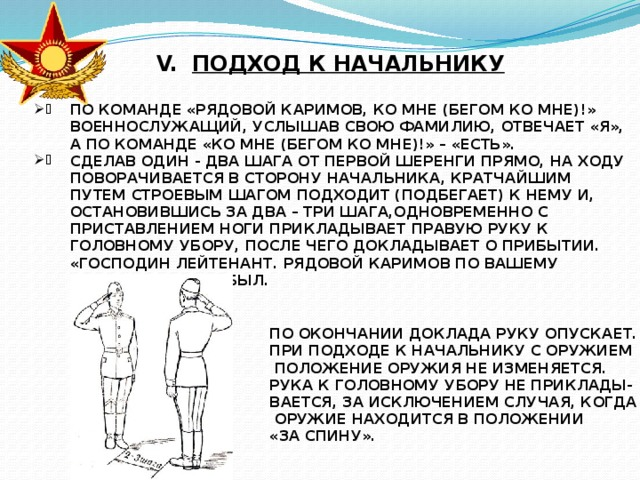 V. ПОДХОД К НАЧАЛЬНИКУ
ПО КОМАНДЕ «РЯДОВОЙ КАРИМОВ, КО МНЕ (БЕГОМ КО МНЕ)!»
ВОЕННОСЛУЖАЩИЙ, УСЛЫШАВ СВОЮ ФАМИЛИЮ, ОТВЕЧАЕТ «Я»,
А ПО КОМАНДЕ «КО МНЕ (БЕГОМ КО МНЕ)!» – «ЕСТЬ».
СДЕЛАВ ОДИН - ДВА ШАГА ОТ ПЕРВОЙ ШЕРЕНГИ ПРЯМО, НА ХОДУ
ПОВОРАЧИВАЕТСЯ В СТОРОНУ НАЧАЛЬНИКА, КРАТЧАЙШИМ
ПУТЕМ СТРОЕВЫМ ШАГОМ ПОДХОДИТ (ПОДБЕГАЕТ) К НЕМУ И,
ОСТАНОВИВШИСЬ ЗА ДВА – ТРИ ШАГА,ОДНОВРЕМЕННО С
ПРИСТАВЛЕНИЕМ НОГИ ПРИКЛАДЫВАЕТ ПРАВУЮ РУКУ К
ГОЛОВНОМУ УБОРУ, ПОСЛЕ ЧЕГО ДОКЛАДЫВАЕТ О ПРИБЫТИИ.
«ГОСПОДИН ЛЕЙТЕНАНТ. РЯДОВОЙ КАРИМОВ ПО ВАШЕМУ
БЫЛ.
ПО ОКОНЧАНИИ ДОКЛАДА РУКУ ОПУСКАЕТ.
ПРИ ПОДХОДЕ К НАЧАЛЬНИКУ С ОРУЖИЕМ
ПОЛОЖЕНИЕ ОРУЖИЯ НЕ ИЗМЕНЯЕТСЯ.
РУКА К ГОЛОВНОМУ УБОРУ НЕ ПРИКЛАДЫ-
ВАЕТСЯ, ЗА ИСКЛЮЧЕНИЕМ СЛУЧАЯ, КОГДА
ОРУЖИЕ НАХОДИТСЯ В ПОЛОЖЕНИИ
«ЗА СПИНУ».
2-3шага